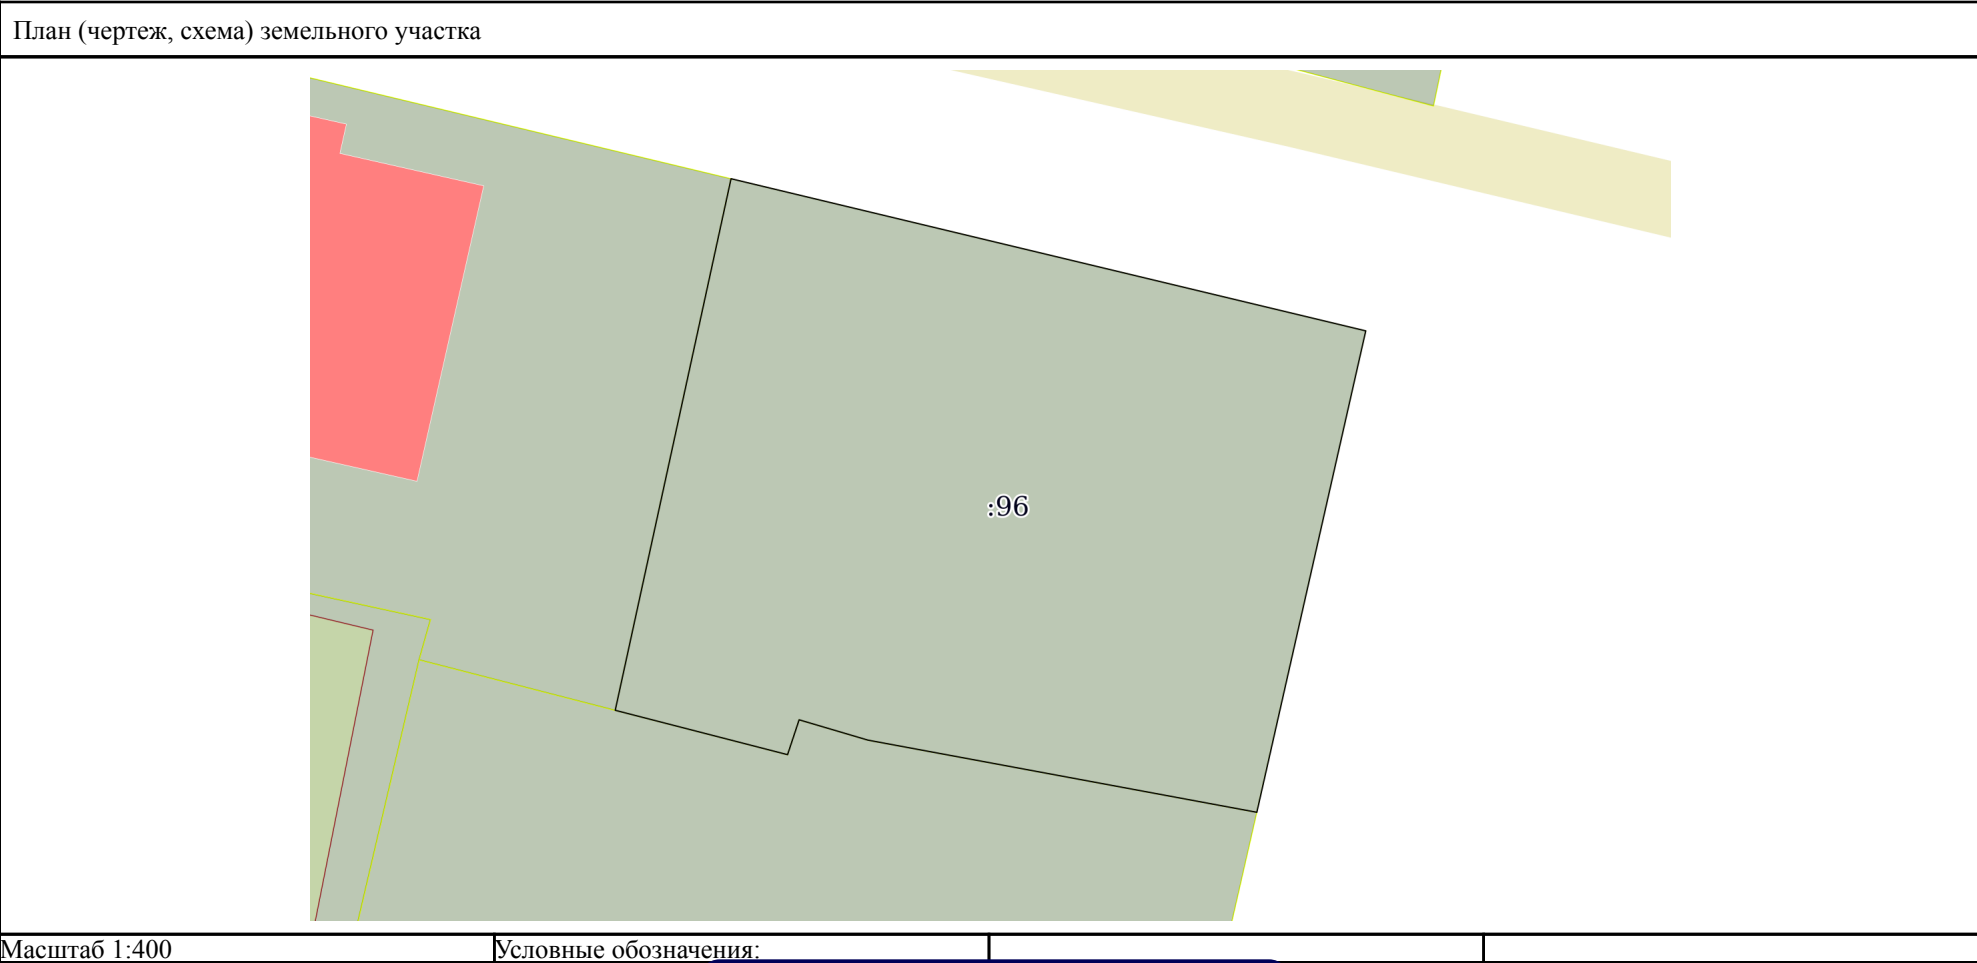 План (чертеж, схема) земельного участка
:96
Масштаб 1:400
Условные обозначения: